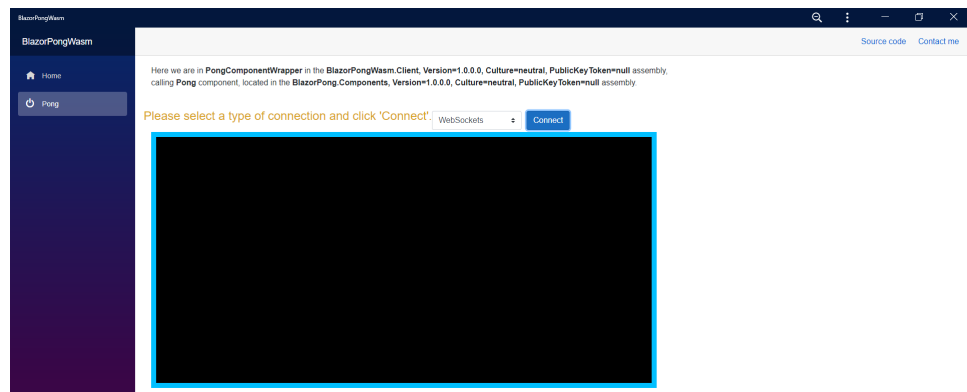 BlazorPongWasm
BlazorPongWasm
Source code Contact me
Home
Pong
Here we are in PongComponentWrapper in the BlazorPongWasm.Client, Version=1.0.0.0, Culture=neutral, PublicKeyToken=null assembly,
calling Pong component, located in the BlazorPong.Components, Version=1.0.0.0, Culture=neutral, PublicKeyToken=null assembly.
Please select a type of connection and click 'Connect'. WebSockets Connect